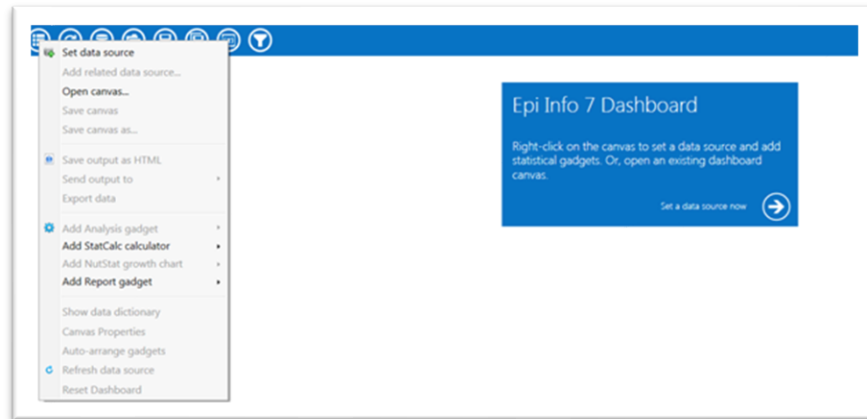 Set data source
Add related data source...
Open canvas...
Save canvas
Save canvas as...
Save output as HTML
Send output to
Export data
Add Analysis gadget
Add StatCalc calculator
Add NutStat growth chart
Add Report gadget
Show data dictionary
Canvas Properties
Auto-arrange gadgets
Refresh data source
Reset Dashboard
Epi Info 7 Dashboard
Right-click on the canvas to set a data source and add
statistical gadgets. Or, open an existing dashboard
canvas.
Set a data source now